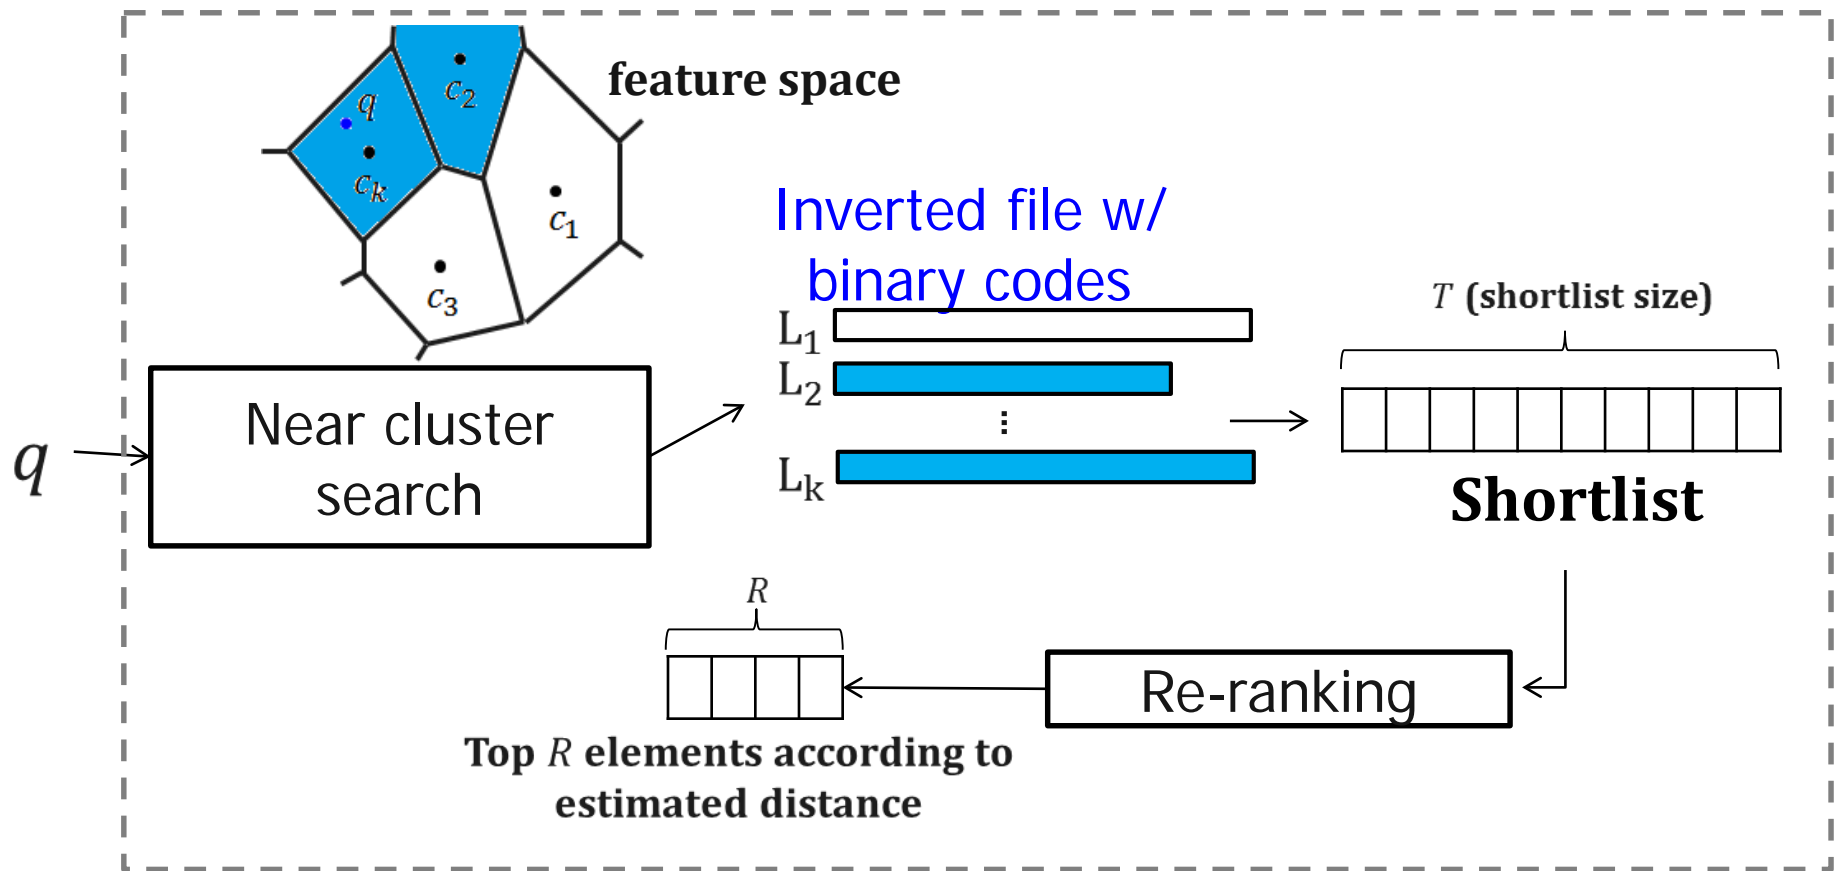 feature space
c2
q
ck
c1
c3
Inverted file w/
binary codes
L1
L2
⋮
Lk
T (shortlist size)
Shortlist
q
Near cluster
search
R
Re-ranking
Top R elements according to
estimated distance